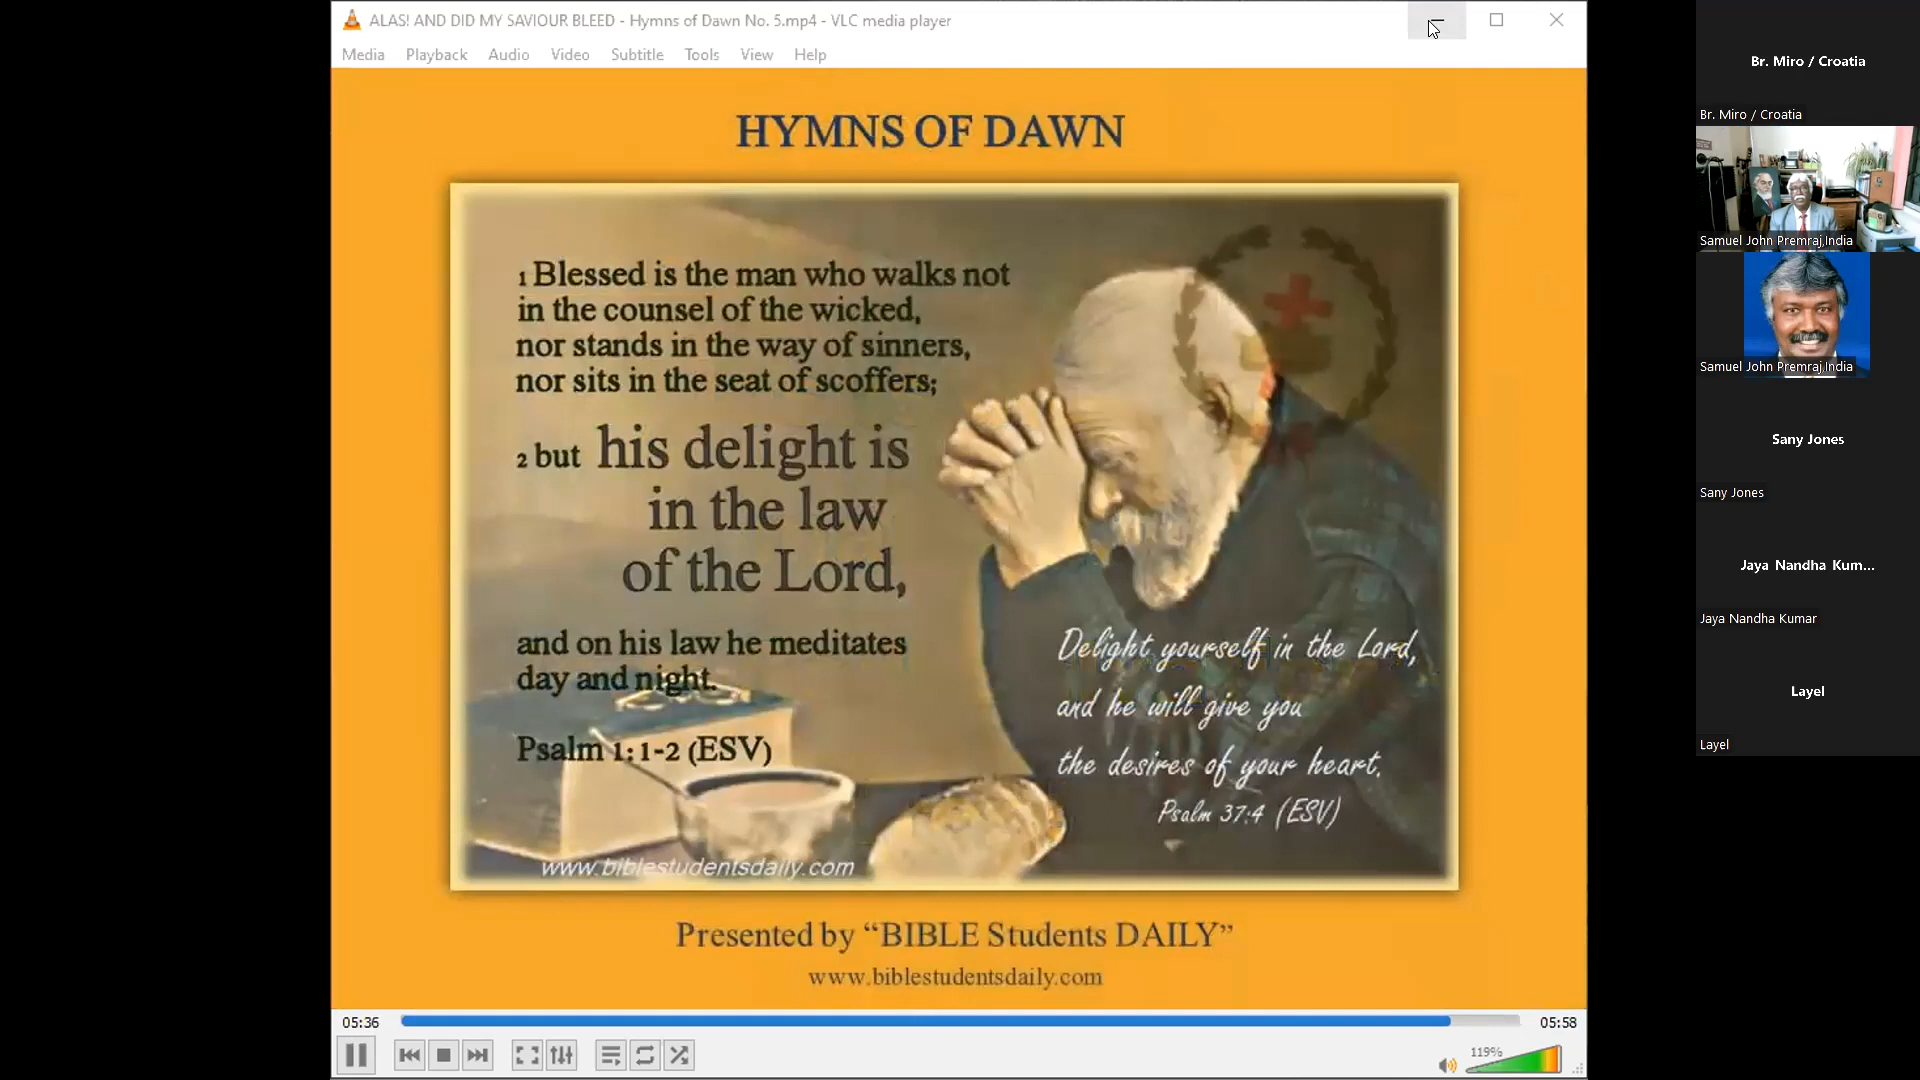 ALAS! AND DID MY SAVIOUR BLEED - Hymns of Dawn No. 5.mp4 - VLC media player
Media Playback Audio Video Subtitle Tools View Help
HYMNS OF DAWN
1 Blessed is the man who walks not
in the counsel of the wicked,
nor stands in the way of sinners,
nor sits in the seat of scoffers;
2 but his delight is
in the law
of the Lord,
and on his law he meditates
day and night.
Psalm 1:1-2 (ESV)
Delight yourself in the Lord,
and he will give you
the desires of your heart.
Psalm 37:4 (ESV)
www.biblestudentsdaily.com
Presented by “BIBLE Students DAILY”
www.biblestudentsdaily.com
05:36
05:58
119%
Br. Miro / Croatia
Br. Miro / Croatia
Samuel John Premraj,India
Samuel John Premraj,India
Sany Jones
Sany Jones
Jaya Nandha Kum...
Jaya Nandha Kumar
Layel
Layel